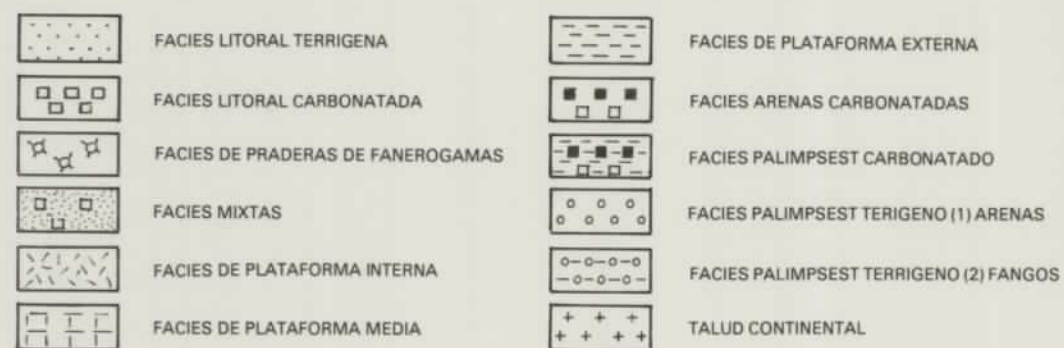 FACIES LITORAL TERRIGENA
FACIES LITORAL CARBONATADA
FACIES DE PRADERAS DE FANEROGAMAS
FACIES MIXTAS
FACIES DE PLATAFORMA INTERNA
FACIES DE PLATAFORMA MEDIA
FACIES DE PLATAFORMA EXTERNA
FACIES ARENAS CARBONATADAS
FACIES PALIMPSEST CARBONATADO
FACIES PALIMPSEST TERIGENO (1) ARENAS
FACIES PALIMPSEST TERRIGENO (2) FANGOS
TALUD CONTINENTAL